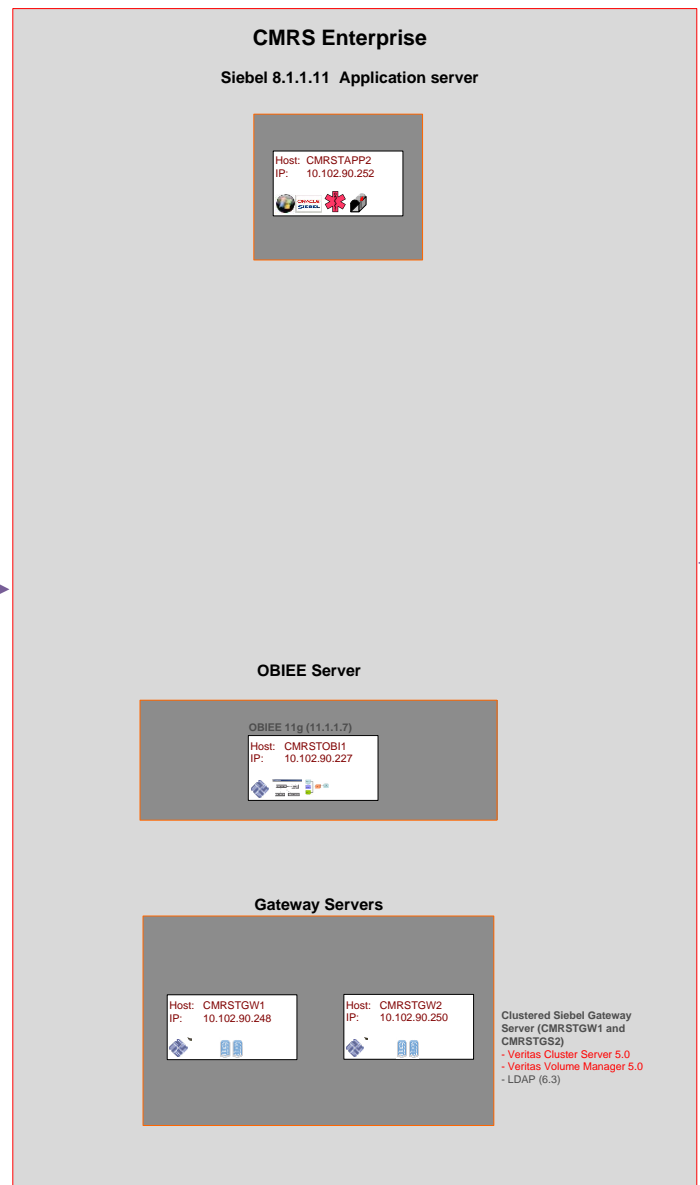 CMRS Enterprise
Siebel 8.1.1.11 Application server
Host: CMRSTAPP2
IP: 10.102.90.252
ORACLE
SIEBEL
OBIEE Server
OBIEE 11g (11.1.1.7)
Host: CMRSTOBI1
IP: 10.102.90.227
Gateway Servers
Host: CMRSTGW1
IP: 10.102.90.248
Host: CMRSTGW2
IP: 10.102.90.250
Clustered Siebel Gateway
Server (CMRSTGW1 and
CMRSTGS2)
- Veritas Cluster Server 5.0
- Veritas Volume Manager 5.0
- LDAP (6.3)